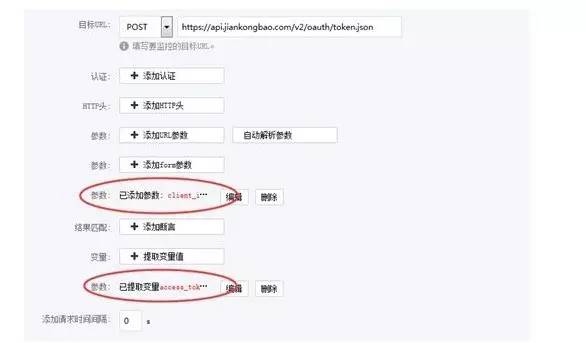 目标URL: POST https://api.jiankongbao.com/v2/oauth/token.json
填写要监控的目标URL。
认证: + 添加认证
HTTP头: + 添加HTTP头
参数: + 添加URL参数 自动解析参数
参数: + 添加form参数
参数: 已添加参数: client_i… 编辑 删除
结果匹配: + 添加断言
变量: + 提取变量值
参数: 已提取变量access_tok… 编辑 删除
添加请求时间间隔: 0 s